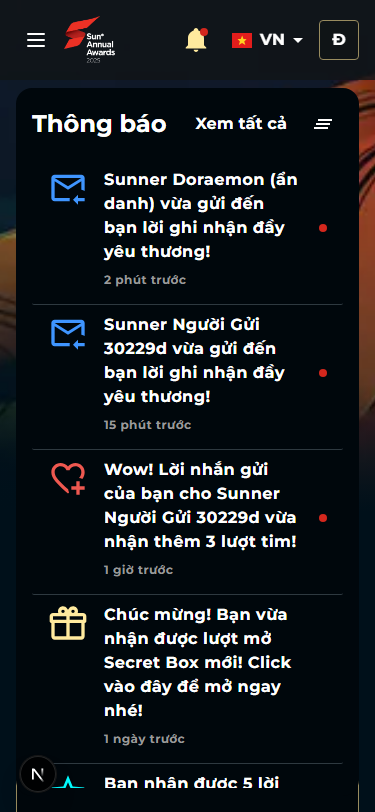 Sun*
Annual
Awards
2025
VN
Đ
Thông báo
Xem tất cả
Sunner Doraemon (ẩn
danh) vừa gửi đến
bạn lời ghi nhận đầy
yêu thương!
2 phút trước
Sunner Người Gửi
30229d vừa gửi đến
bạn lời ghi nhận đầy
yêu thương!
15 phút trước
Wow! Lời nhắn gửi
của bạn cho Sunner
Người Gửi 30229d vừa
nhận thêm 3 lượt tim!
1 giờ trước
Chúc mừng! Bạn vừa
nhận được lượt mở
Secret Box mới! Click
vào đây để mở ngay
nhé!
1 ngày trước
N
Bạn nhận được 5 lời